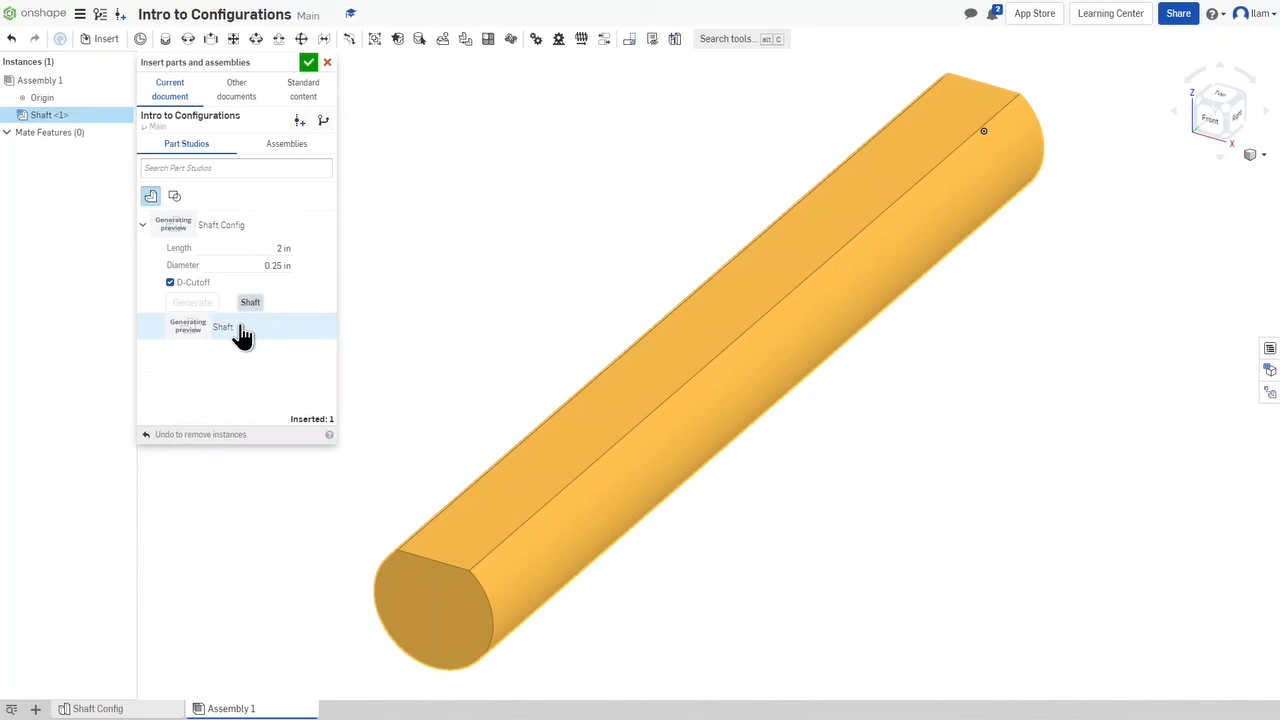 onshape
Intro to Configurations Main
2
App Store
Learning Center
Share
llam
Insert
Search tools... alt C
Instances (1)
Assembly 1
Origin
Shaft <1>
Mate Features (0)
Insert parts and assemblies
Current document
Other documents
Standard content
Intro to Configurations
Main
Part Studios
Assemblies
Search Part Studios
Generating preview
Shaft Config
Length 2 in
Diameter 0.25 in
D-Cutoff
Generate
Shaft
Generating preview
Shaft
Inserted: 1
Undo to remove instances
Z
Top
Front
Right
X
Shaft Config
Assembly 1